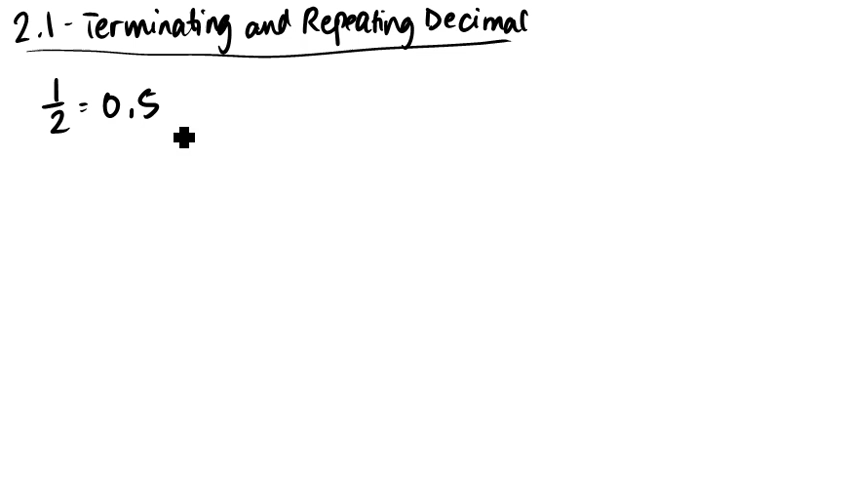 2.1 - Terminating and Repeating Decimal
1/2 = 0.5